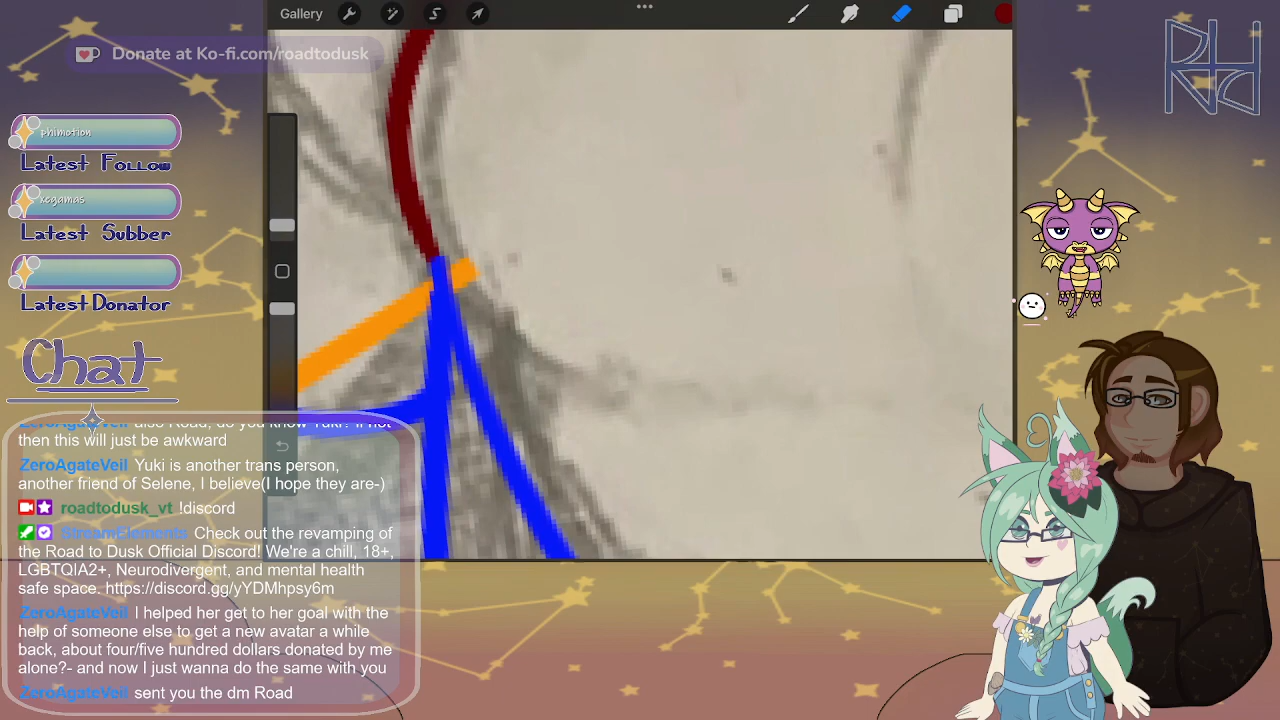 Gallery
Donate at Ko-fi.com/roadtodusk
phimotion
Latest Follow
xcgamas
Latest Subber
Latest Donator
Chat
then this will just be awkward
ZeroAgateVeil Yuki is another trans person,
another friend of Selene, I believe(I hope they are-)
roadtodusk_vt !discord
StreamElements Check out the revamping of
the Road to Dusk Official Discord! We're a chill, 18+,
LGBTQIA2+, Neurodivergent, and mental health
safe space. https://discord.gg/yYDMhpsy6m
ZeroAgateVeil I helped her get to her goal with the
help of someone else to get a new avatar a while
back, about four/five hundred dollars donated by me
alone?- and now I just wanna do the same with you
ZeroAgateVeil sent you the dm Road